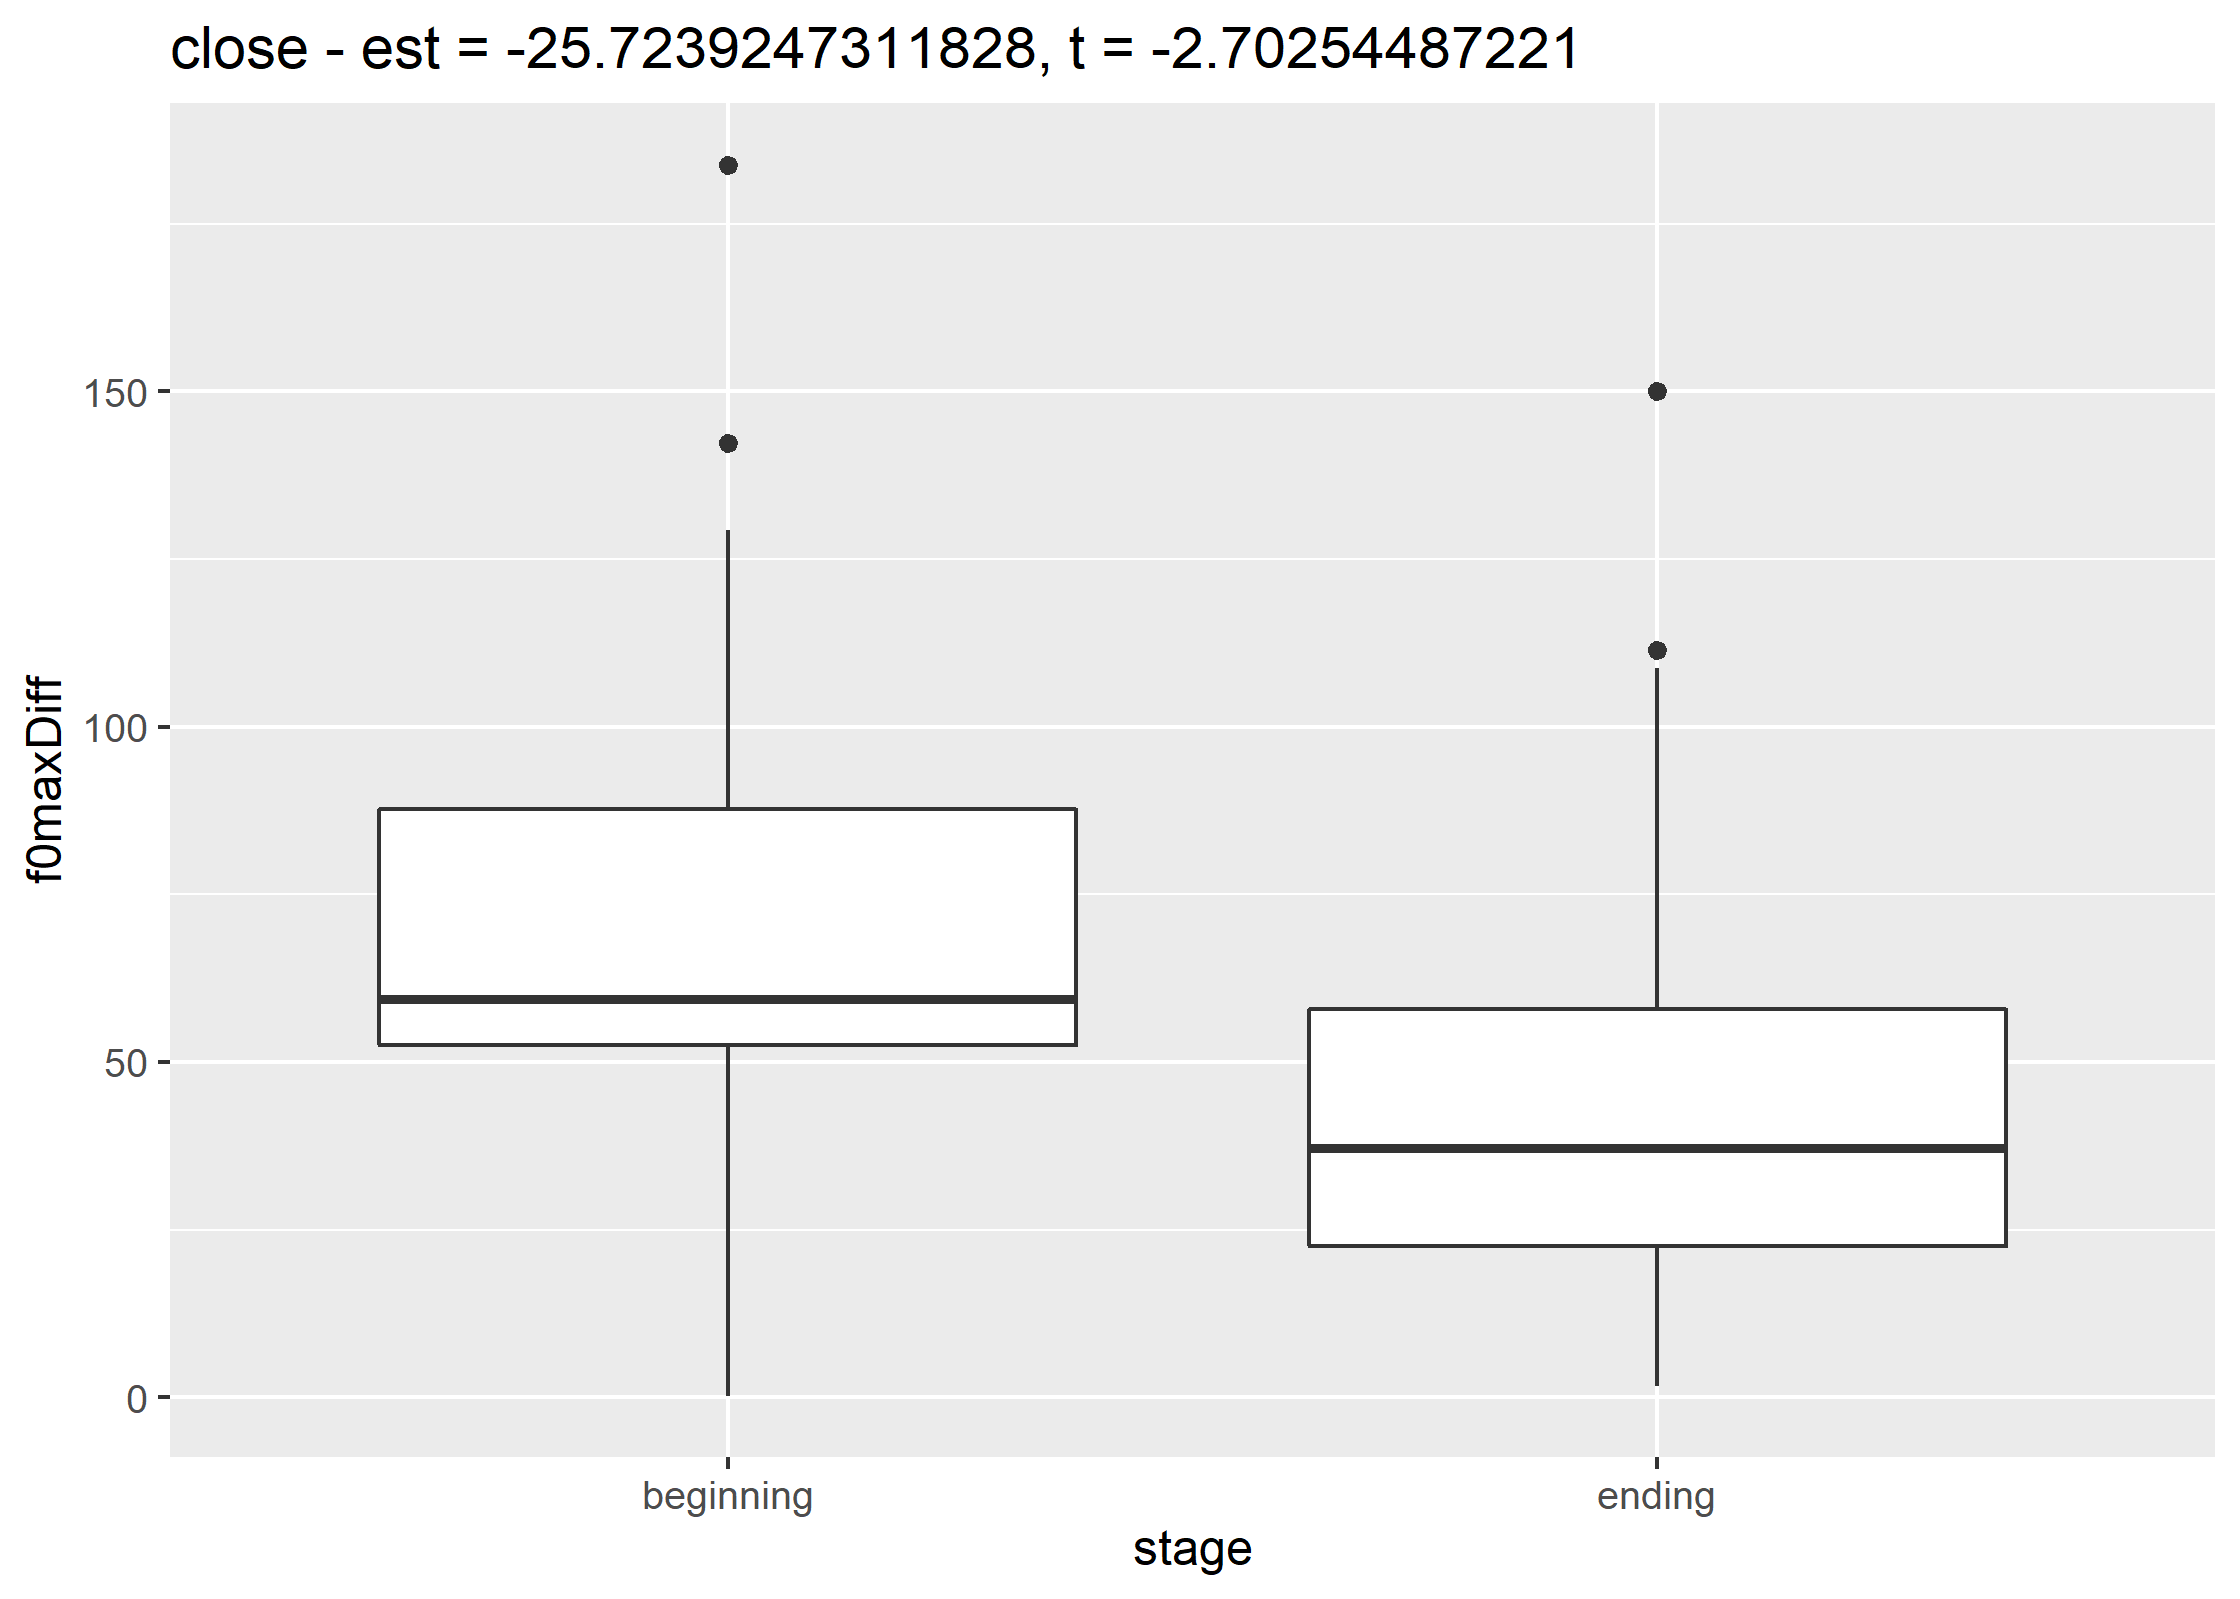 close - est = -25.7239247311828, t = -2.70254487221
f0maxDiff
150
100
50
0
beginning
ending
stage